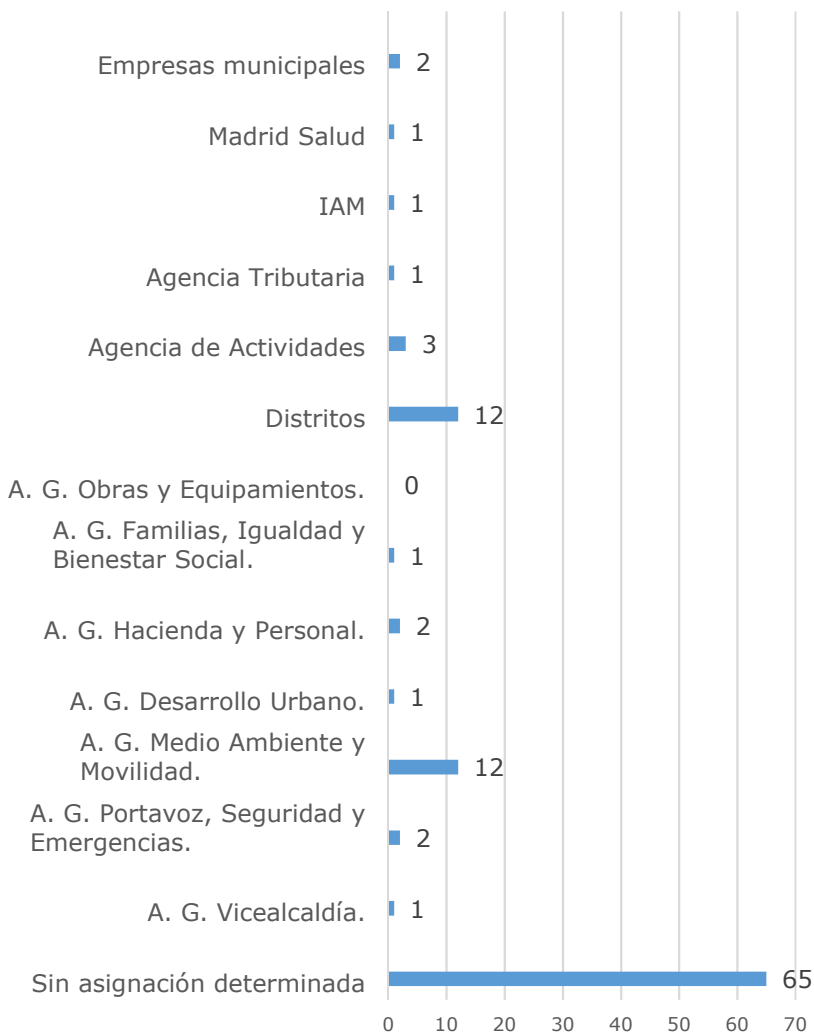 Empresas municipales 2
Madrid Salud 1
IAM 1
Agencia Tributaria 1
Agencia de Actividades 3
Distritos 12
A. G. Obras y Equipamientos. 0
A. G. Familias, Igualdad y
Bienestar Social. 1
A. G. Hacienda y Personal. 2
A. G. Desarrollo Urbano. 1
A. G. Medio Ambiente y
Movilidad. 12
A. G. Portavoz, Seguridad y
Emergencias. 2
A. G. Vicealcaldía. 1
Sin asignación determinada 65
0 10 20 30 40 50 60 70